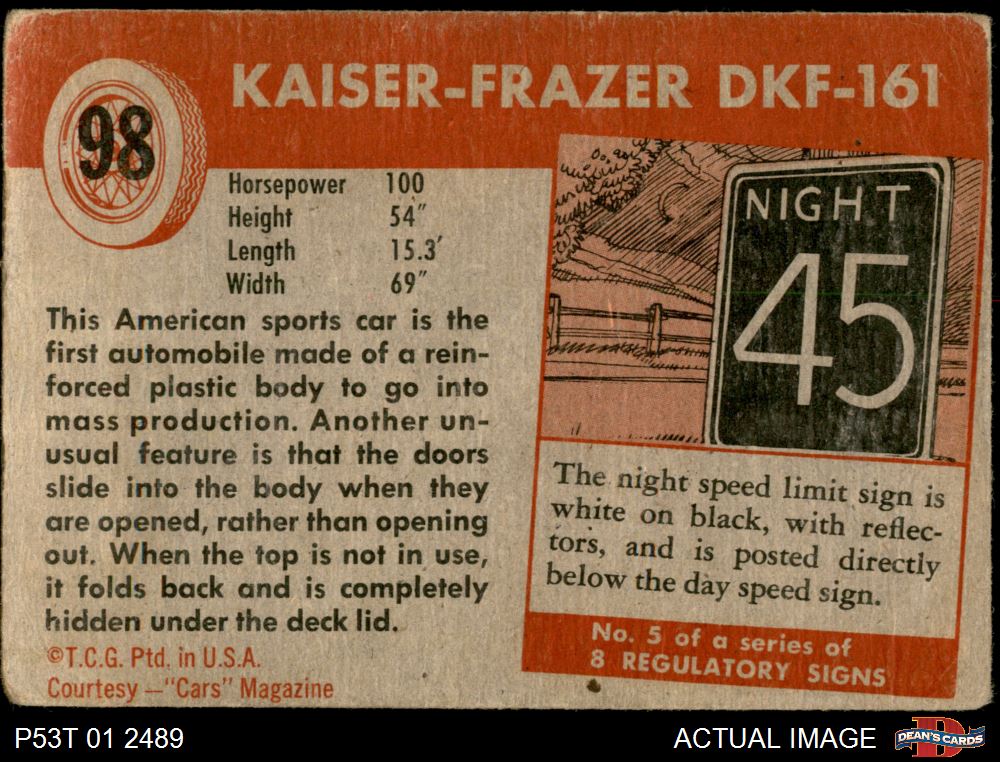 98
KAISER-FRAZER DKF-161
Horsepower 100
Height 54"
Length 15.3'
Width 69"
This American sports car is the
first automobile made of a rein-
forced plastic body to go into
mass production. Another un-
usual feature is that the doors
slide into the body when they
are opened, rather than opening
out. When the top is not in use,
it folds back and is completely
hidden under the deck lid.
©T.C.G. Ptd. in U.S.A.
Courtesy—"Cars" Magazine
NIGHT
45
The night speed limit sign is
white on black, with reflec-
tors, and is posted directly
below the day speed sign.
No. 5 of a series of
8 REGULATORY SIGNS
P53T 01 2489
ACTUAL IMAGE
DEAN'S CARDS